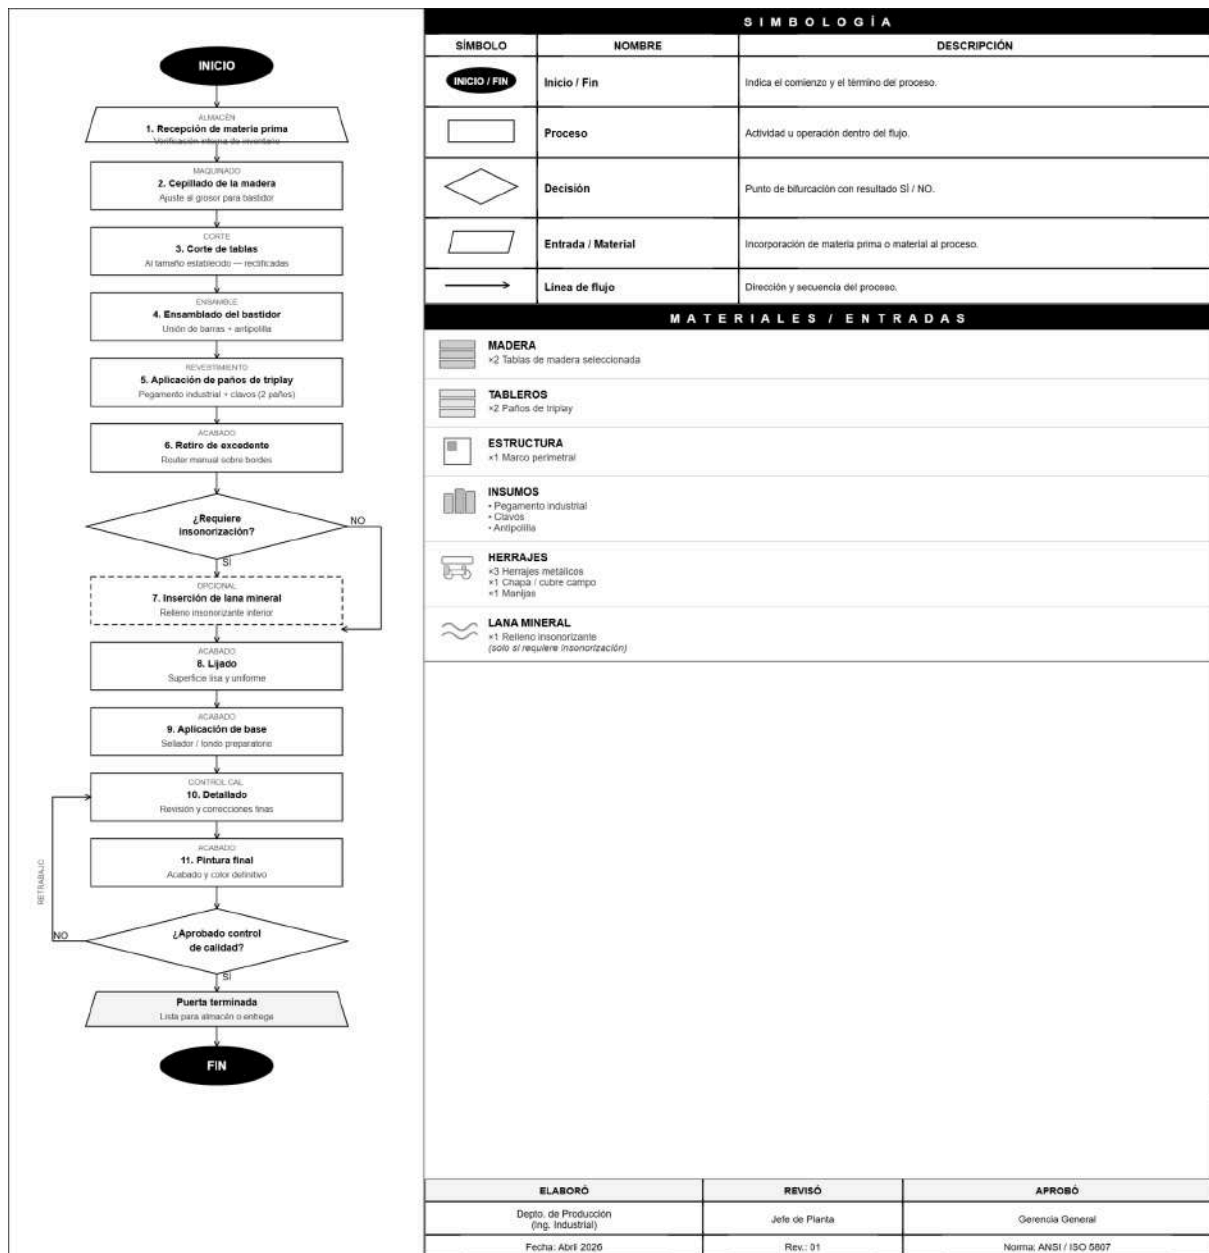 INICIO
ALMACÉN
1. Recepción de materia prima
Verificación interna de inventario
MAQUINADO
2. Cepillado de la madera
Ajuste al grosor para bastidor
CORTE
3. Corte de tablas
Al tamaño establecido — rectificadas
ENSAMBLE
4. Ensamblado del bastidor
Unión de barras + antipolilla
REVESTIMIENTO
5. Aplicación de paños de triplay
Pegamento industrial + clavos (2 paños)
ACABADO
6. Retiro de excedente
Router manual sobre bordes
¿Requiere
insonorización?
NO
SÍ
OPCIONAL
7. Inserción de lana mineral
Relleno insonorizante interior
ACABADO
8. Lijado
Superficie lisa y uniforme
ACABADO
9. Aplicación de base
Sellador / fondo preparatorio
CONTROL CAL
10. Detallado
Revisión y correcciones finas
ACABADO
11. Pintura final
Acabado y color definitivo
RETRABAJO
¿Aprobado control
de calidad?
NO
SÍ
Puerta terminada
Lista para almacén o entrega
FIN
SIMBOLOGÍA
SÍMBOLO NOMBRE DESCRIPCIÓN
INICIO / FIN Inicio / Fin Indica el comienzo y el término del proceso.
Proceso Actividad u operación dentro del flujo.
Decisión Punto de bifurcación con resultado SÍ / NO.
Entrada / Material Incorporación de materia prima o material al proceso.
Línea de flujo Dirección y secuencia del proceso.
MATERIALES / ENTRADAS
MADERA
×2 Tablas de madera seleccionada
TABLEROS
×2 Paños de triplay
ESTRUCTURA
×1 Marco perimetral
INSUMOS
• Pegamento industrial
• Clavos
• Antipolilla
HERRAJES
×3 Herrajes metálicos
×1 Chapa / cubre campo
×1 Manijas
LANA MINERAL
×1 Relleno insonorizante
(solo si requiere insonorización)
ELABORÓ REVISÓ APROBÓ
Depto. de Producción
(Ing. Industrial)
Jefe de Planta
Gerencia General
Fecha: Abril 2026 Rev.: 01 Norma: ANSI / ISO 5807